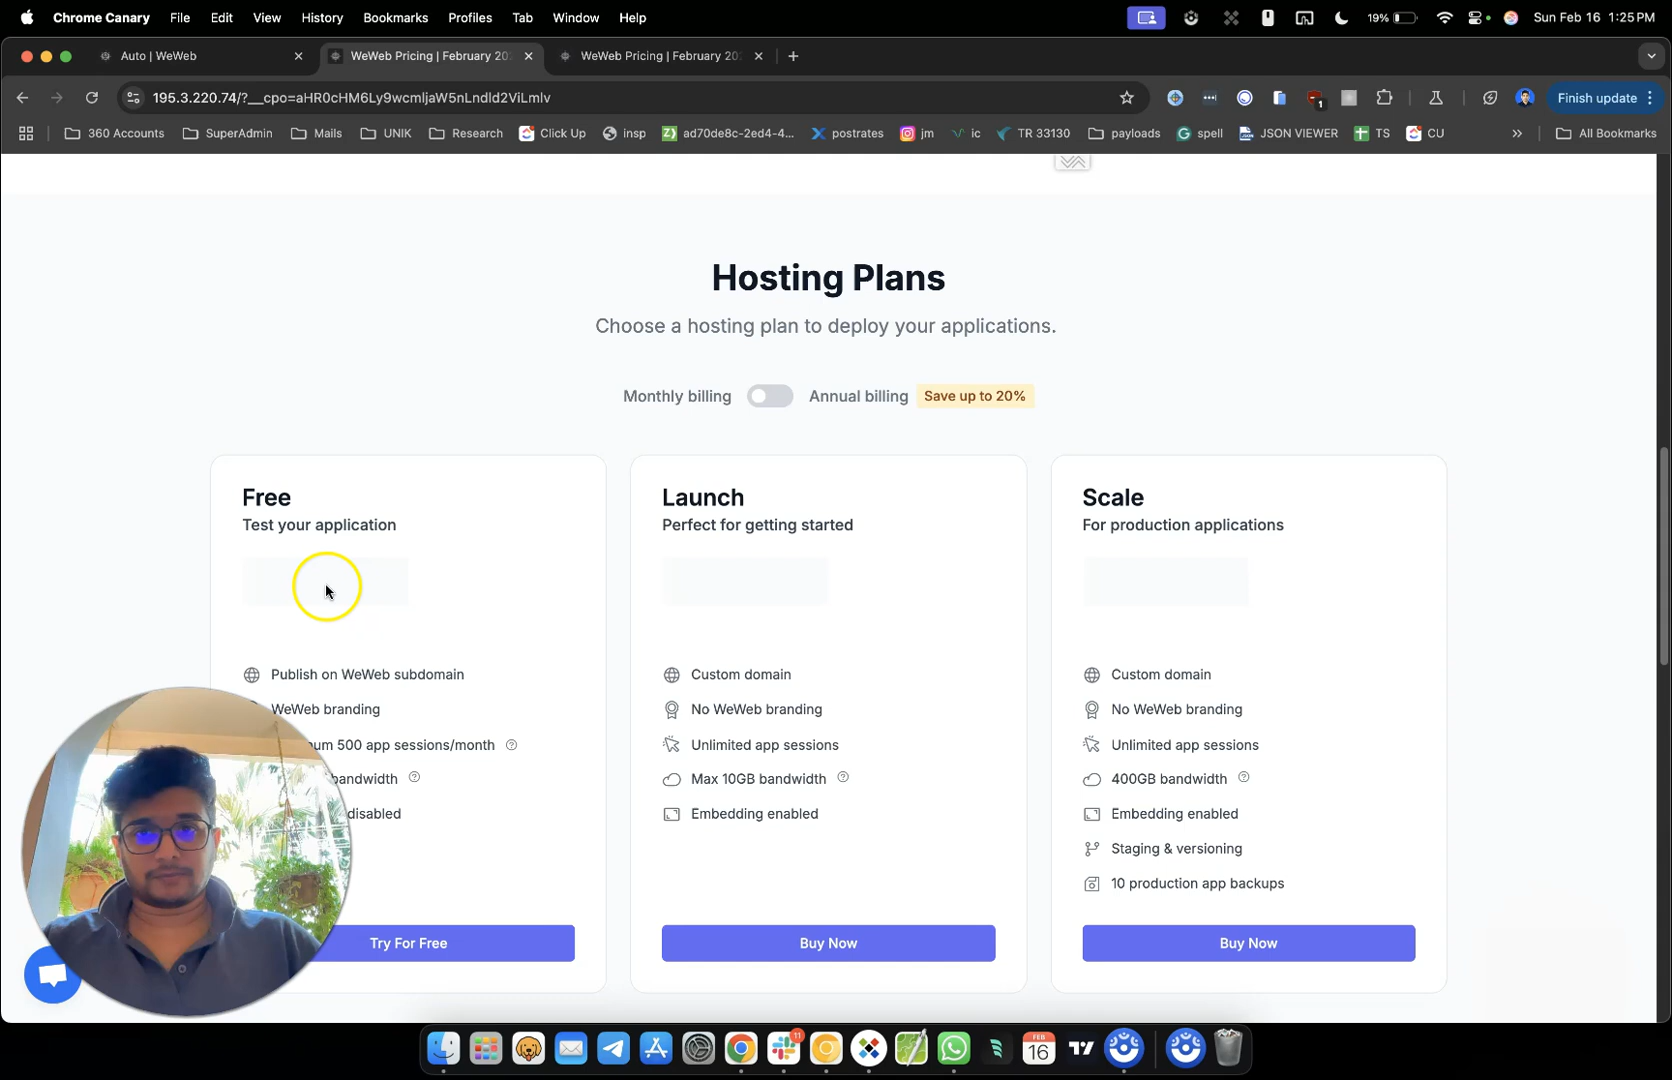 Chrome Canary File Edit View History Bookmarks Profiles Tab Window Help 19% Sun Feb 16 1:25 PM
Auto | WeWeb WeWeb Pricing | February 202 WeWeb Pricing | February 202
195.3.220.74/?__cpo=aHR0cHM6Ly9wcmljaW5nLndld2ViLmlv 1 Finish update
360 Accounts SuperAdmin Mails UNIK Research Click Up insp ad70de8c-2ed4-4... postrates jm ic TR 33130 payloads spell JSON VIEWER TS CU All Bookmarks
Hosting Plans
Choose a hosting plan to deploy your applications.
Monthly billing Annual billing Save up to 20%
Free
Test your application
Publish on WeWeb subdomain
WeWeb branding
um 500 app sessions/month
bandwidth
disabled
Try For Free
Launch
Perfect for getting started
Custom domain
No WeWeb branding
Unlimited app sessions
Max 10GB bandwidth
Embedding enabled
Buy Now
Scale
For production applications
Custom domain
No WeWeb branding
Unlimited app sessions
400GB bandwidth
Embedding enabled
Staging & versioning
10 production app backups
Buy Now
11
FEB
16